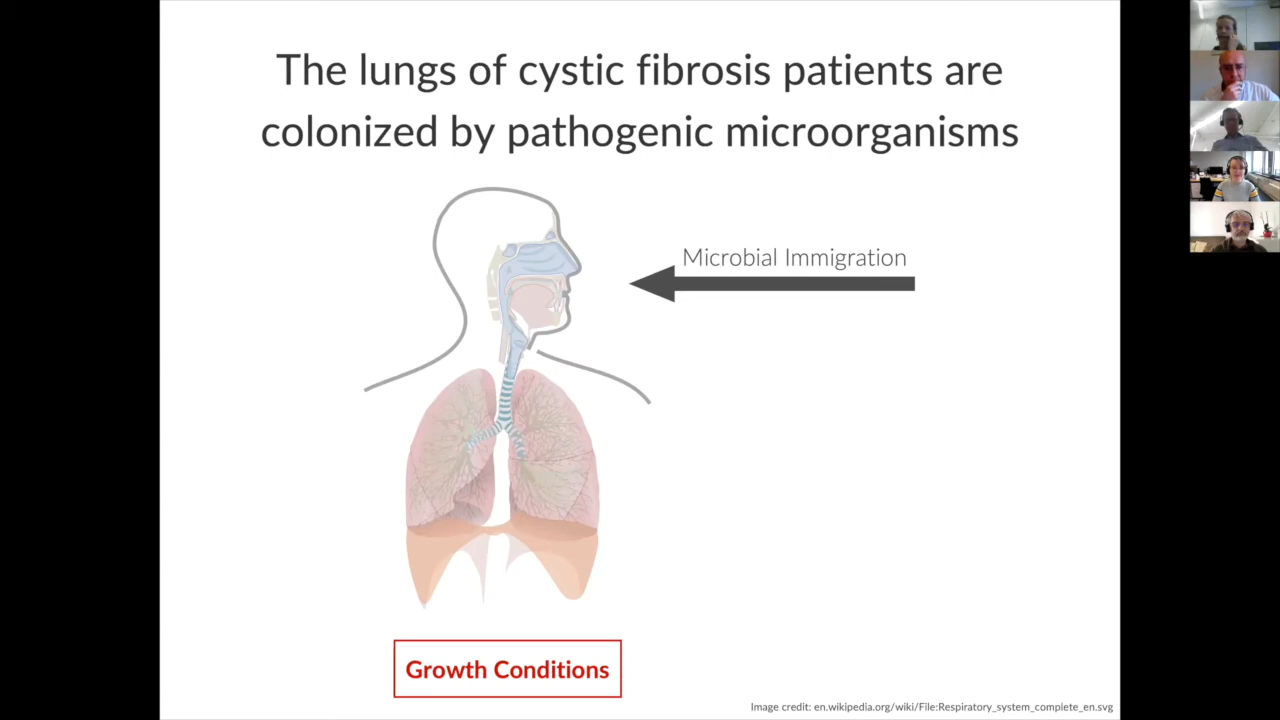 The lungs of cystic fibrosis patients are
colonized by pathogenic microorganisms
Microbial Immigration
Growth Conditions
Image credit: en.wikipedia.org/wiki/File:Respiratory_system_complete_en.svg